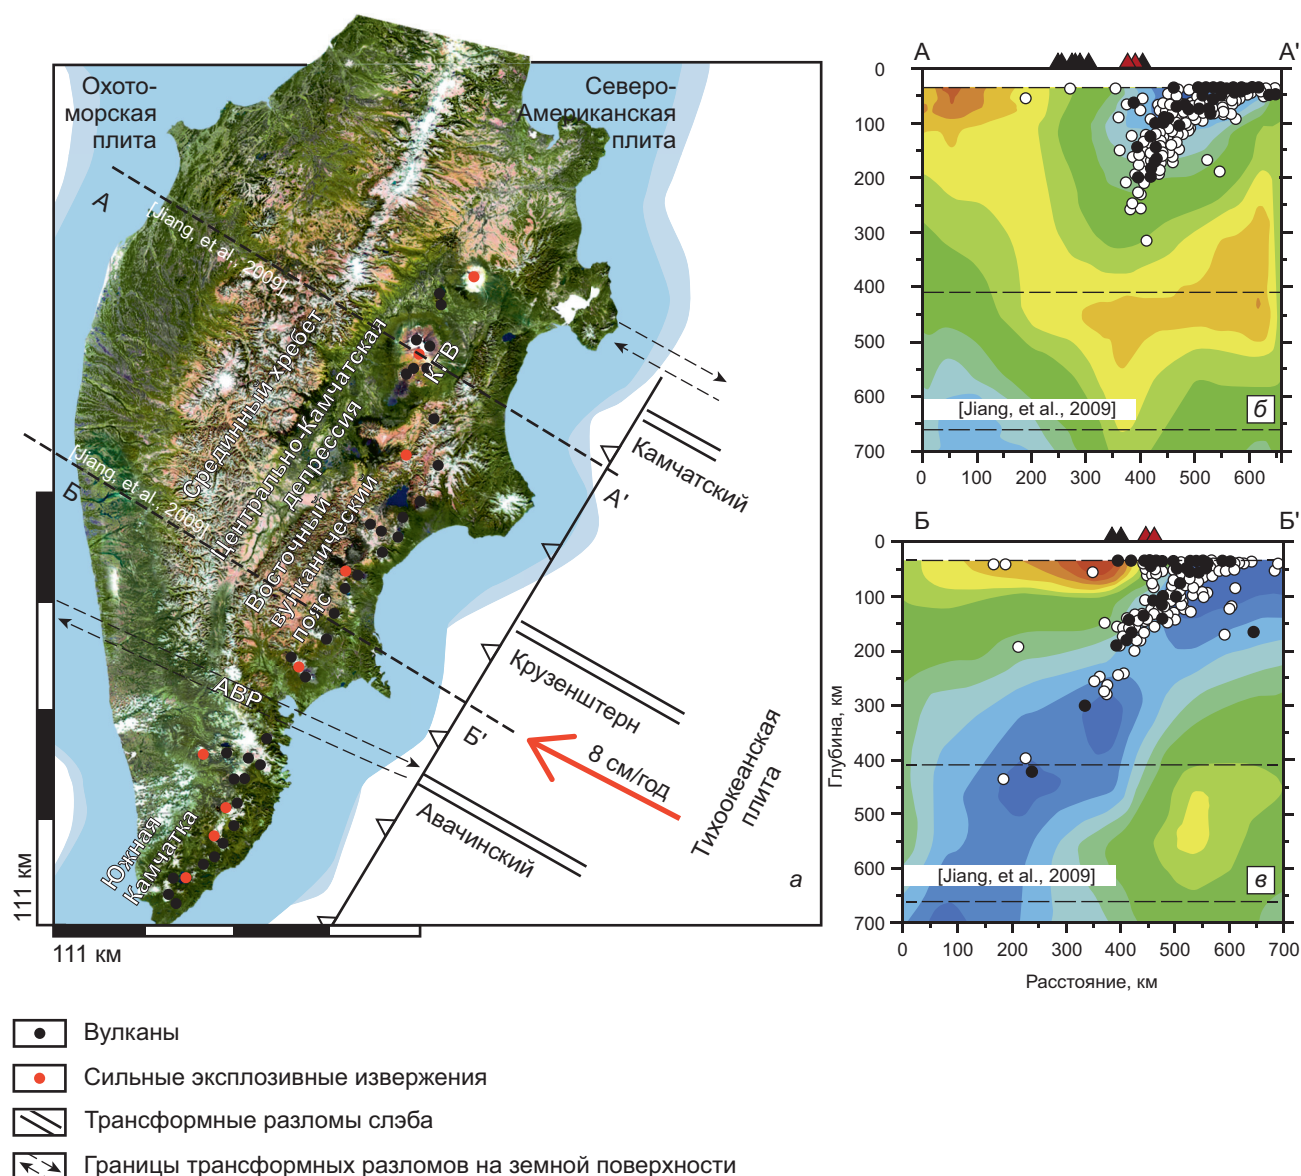 Охото-
морская
плита
Северо-
Американская
плита
А
[Jiang, et al., 2009]
Срединный хребет
Центрально-Камчатская
депрессия
КГВ
Б
[Jiang, et al., 2009]
Восточный
вулканический
пояс
А'
Камчатский
АВР
Б'
Крузенштерн
8 см/год
Тихоокеанская
плита
Авачинский
Южная
Камчатка
а
111 км
111 км
А
А'
0
100
200
300
400
500
600
700
[Jiang, et al., 2009]
б
0
100
200
300
400
500
600
Б
Б'
Глубина, км
0
100
200
300
400
500
600
700
[Jiang, et al., 2009]
в
0
100
200
300
400
500
600
700
Расстояние, км
Вулканы
Сильные эксплозивные извержения
Трансформные разломы слэба
Границы трансформных разломов на земной поверхности